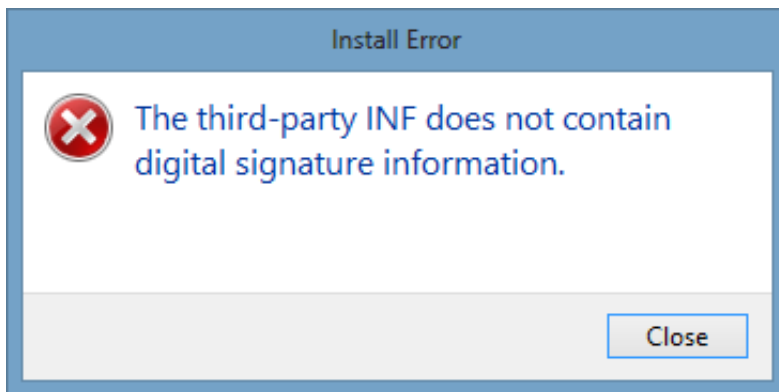 Install Error
The third-party INF does not contain
digital signature information.
Close